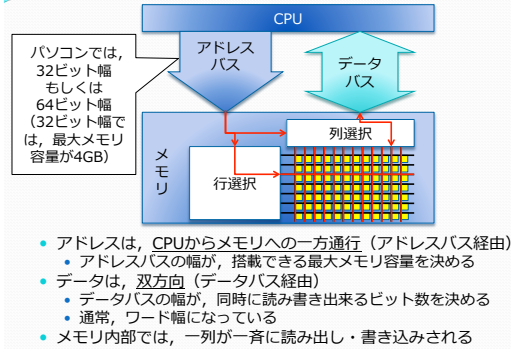 CPU
パソコンでは,
32ビット幅
もしくは
64ビット幅
(32ビット幅で
は,最大メモリ
容量が4GB)
アドレス
バス
データ
バス
メモリ
列選択
行選択
• アドレスは,CPUからメモリへの一方通行(アドレスバス経由)
• アドレスバスの幅が,搭載できる最大メモリ容量を決める
• データは,双方向(データバス経由)
• データバスの幅が,同時に読み書き出来るビット数を決める
• 通常,ワード幅になっている
• メモリ内部では,一列が一斉に読み出し・書き込みされる